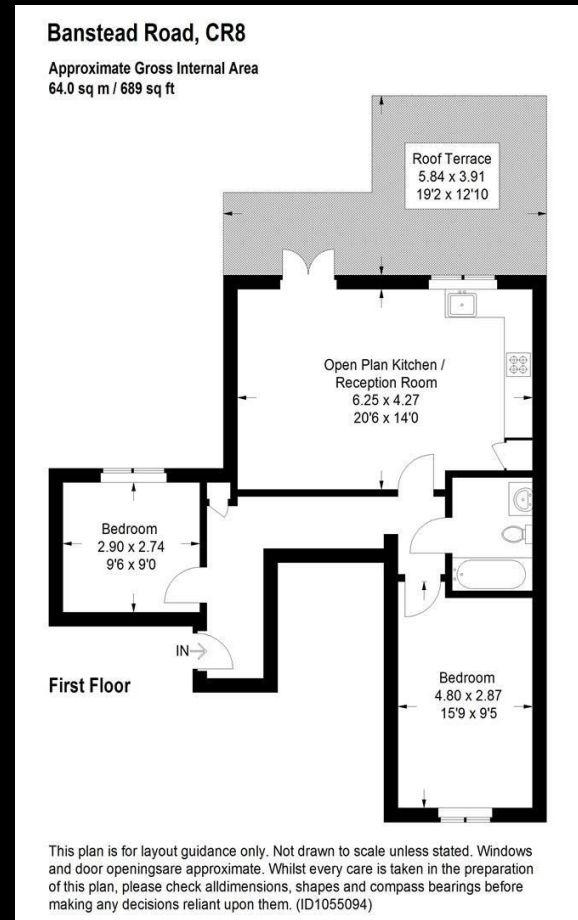 Banstead Road, CR8
Approximate Gross Internal Area
64.0 sq m / 689 sq ft
Roof Terrace
5.84 x 3.91
19'2 x 12'10
Open Plan Kitchen /
Reception Room
6.25 x 4.27
20'6 x 14'0
Bedroom
2.90 x 2.74
9'6 x 9'0
IN
First Floor
Bedroom
4.80 x 2.87
15'9 x 9'5
This plan is for layout guidance only. Not drawn to scale unless stated. Windows
and door openingsare approximate. Whilst every care is taken in the preparation
of this plan, please check alldimensions, shapes and compass bearings before
making any decisions reliant upon them. (ID1055094)